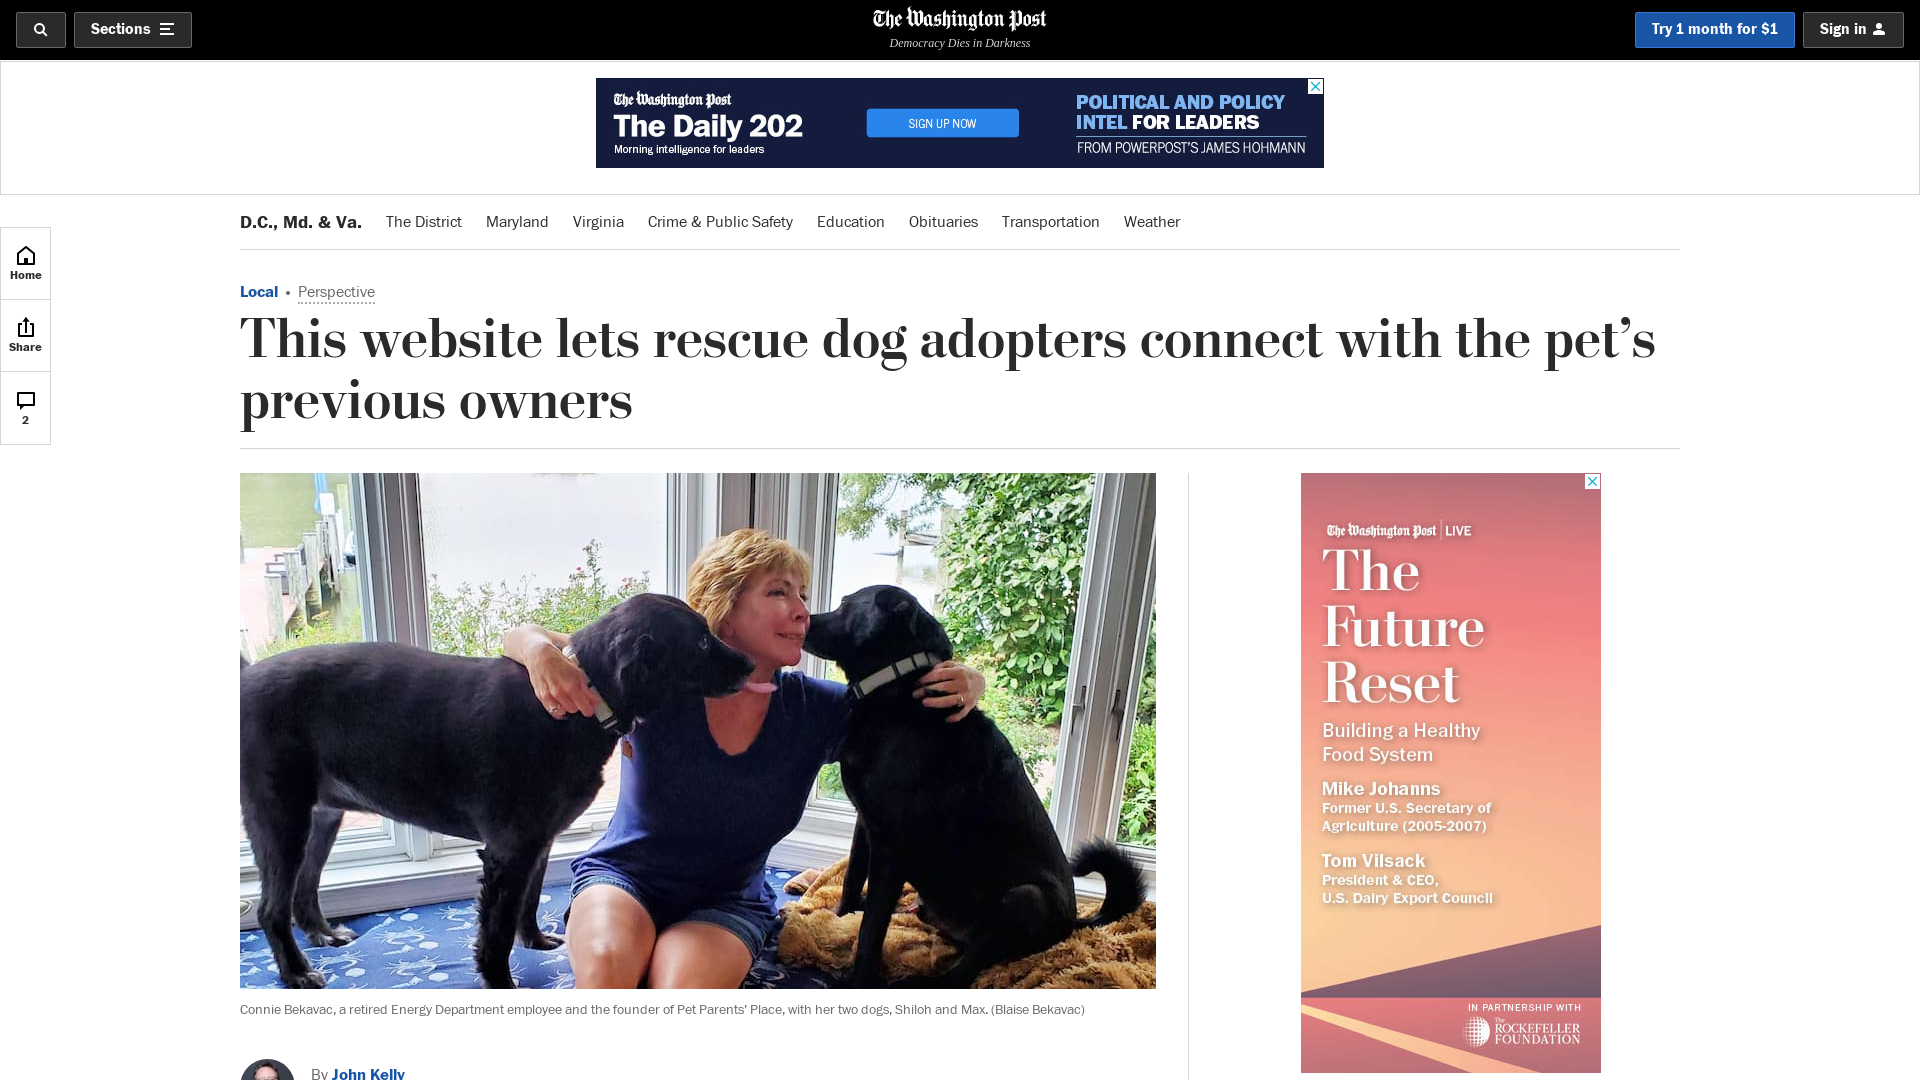 Sections
The Washington Post
Democracy Dies in Darkness
Try 1 month for $1
Sign in
The Washington Post
The Daily 202
Morning intelligence for leaders
SIGN UP NOW
POLITICAL AND POLICY
INTEL FOR LEADERS
FROM POWERPOST'S JAMES HOHMANN
D.C., Md. & Va. The District Maryland Virginia Crime & Public Safety Education Obituaries Transportation Weather
Home
Share
2
Local • Perspective
This website lets rescue dog adopters connect with the pet’s
previous owners
The Washington Post LIVE
The
Future
Reset
Building a Healthy
Food System
Mike Johanns
Former U.S. Secretary of
Agriculture (2005-2007)
Tom Vilsack
President & CEO,
U.S. Dairy Export Council
IN PARTNERSHIP WITH
The
ROCKEFELLER
FOUNDATION
Connie Bekavac, a retired Energy Department employee and the founder of Pet Parents’ Place, with her two dogs, Shiloh and Max. (Blaise Bekavac)
By John Kelly